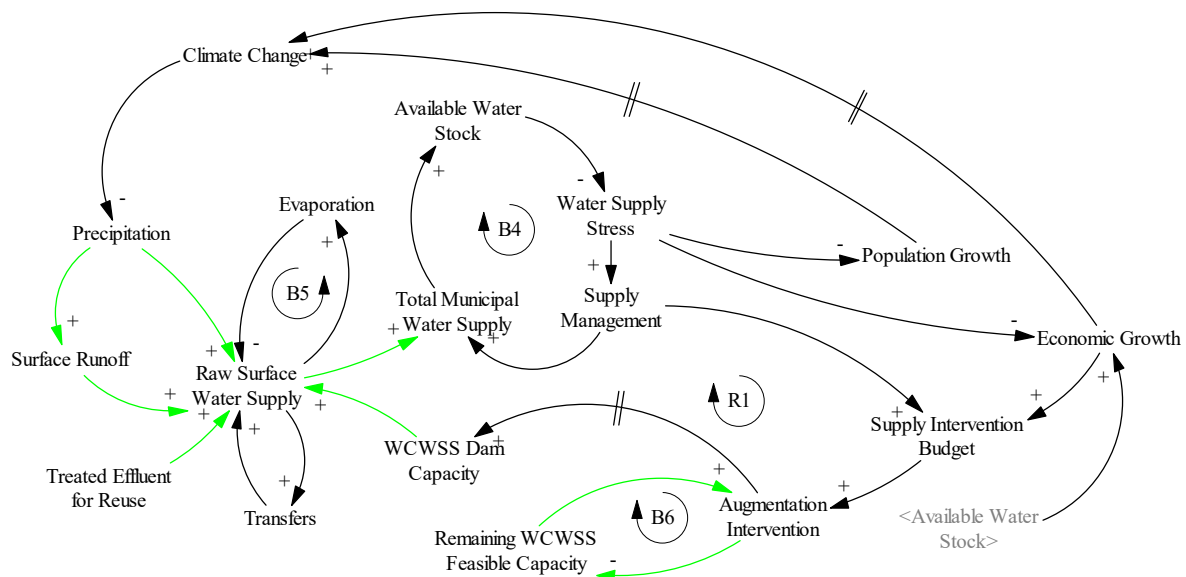 Climate Change
+
+
Available Water
Stock
+
-
-
Evaporation
Water Supply
Stress
Precipitation
B4
+
-
Population Growth
+
B5
Total Municipal
Water Supply
Supply
Management
+
-
+
+
Economic Growth
Surface Runoff
+
-
Raw Surface
Water Supply
+
+
+
+
+
R1
+
+
Supply Intervention
Budget
WCWSS Dam
Capacity
+
Treated Effluent
for Reuse
+
+
+
Transfers
Augmentation
Intervention
B6
<Available Water
Stock>
Remaining WCWSS
Feasible Capacity
-